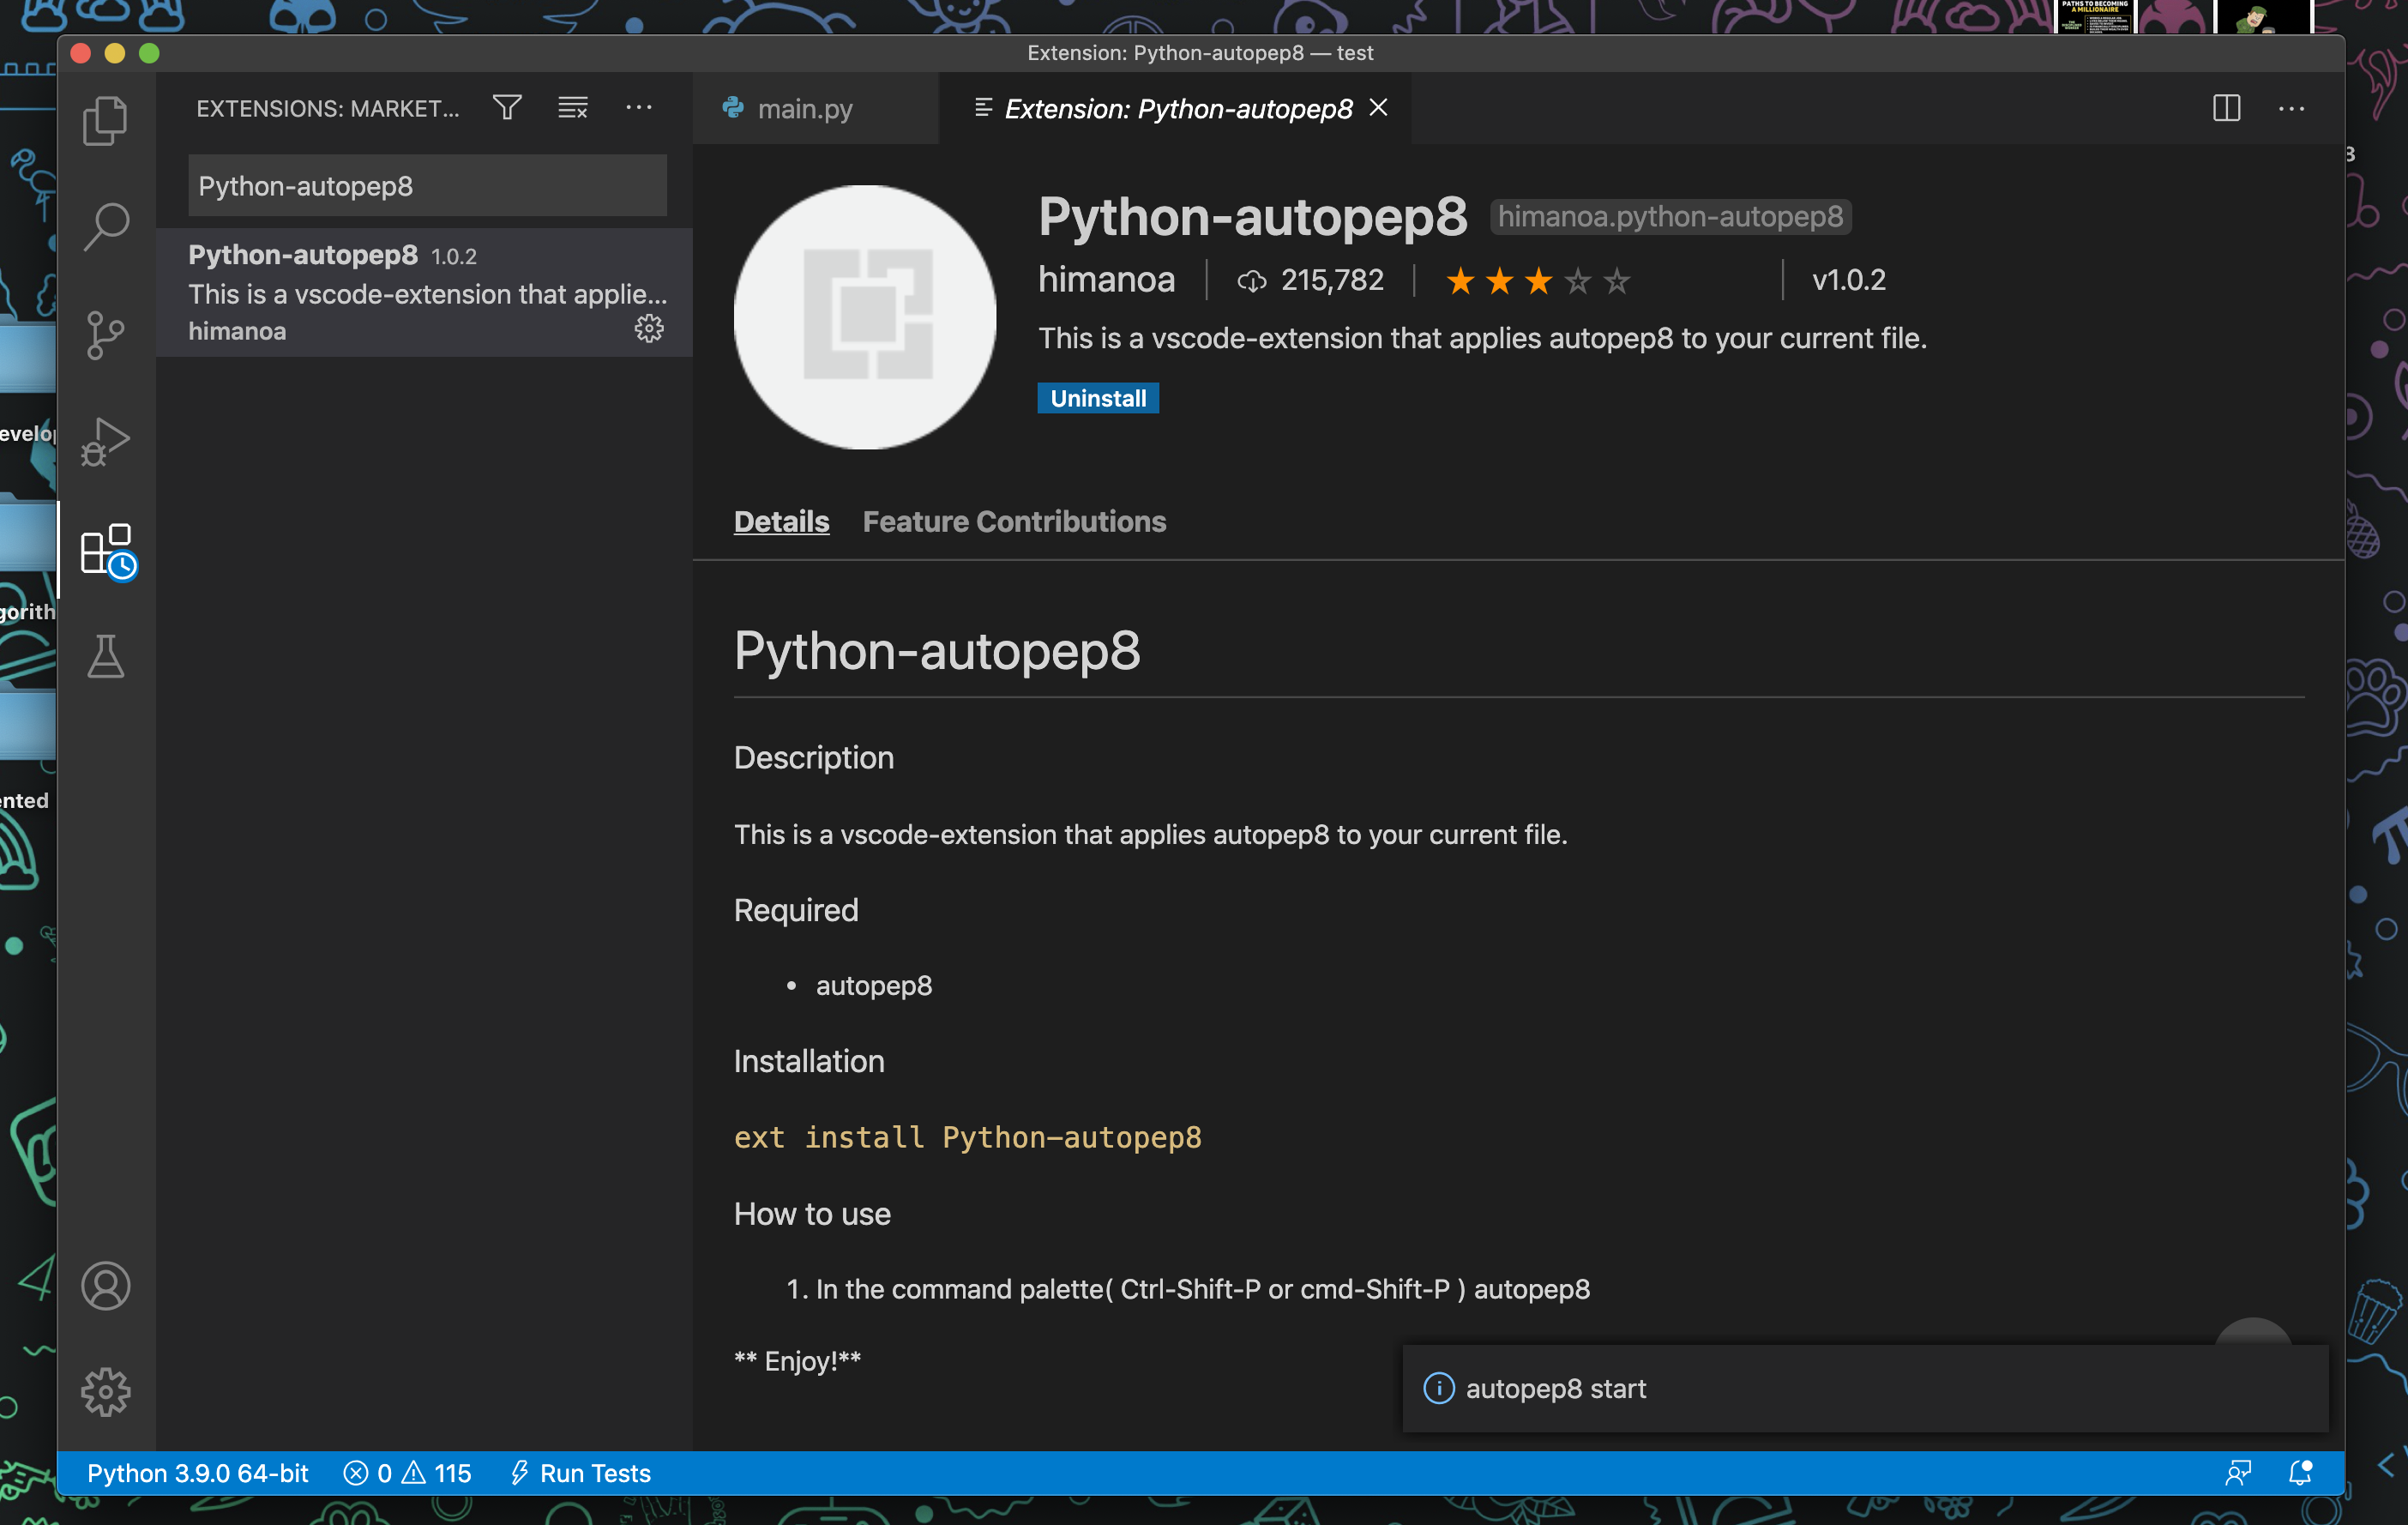 PATHS TO BECOMING
A MILLIONAIRE
Extension: Python-autopep8 — test
EXTENSIONS: MARKET...
main.py
Extension: Python-autopep8
Python-autopep8
Python-autopep8 1.0.2
This is a vscode-extension that applie...
himanoa
Python-autopep8 himanoa.python-autopep8
himanoa 215,782 v1.0.2
This is a vscode-extension that applies autopep8 to your current file.
Uninstall
Details Feature Contributions
Python-autopep8
Description
This is a vscode-extension that applies autopep8 to your current file.
Required
• autopep8
Installation
ext install Python-autopep8
How to use
1. In the command palette( Ctrl-Shift-P or cmd-Shift-P ) autopep8
** Enjoy!**
autopep8 start
Python 3.9.0 64-bit 0 115 Run Tests